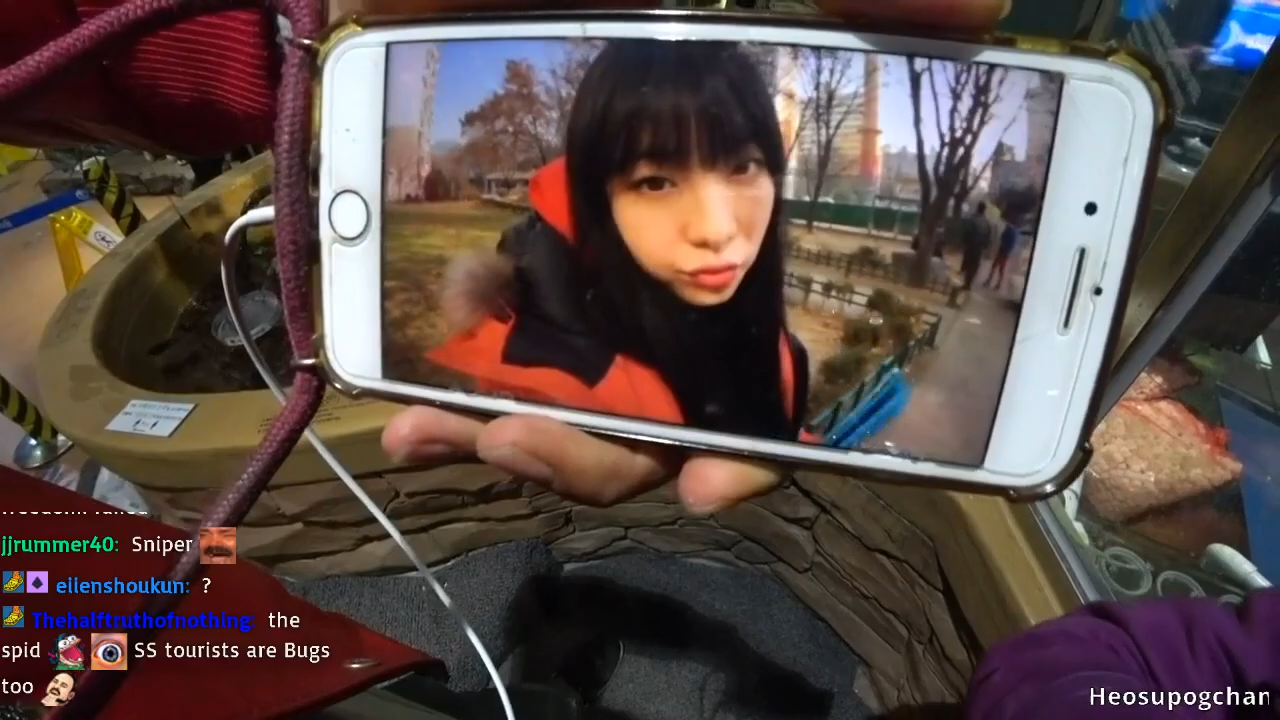 jjrummer40: Sniper
eilenshoukun: ?
Thehalftruthofnothing: the
spid SS tourists are Bugs
too
Heosupogchan